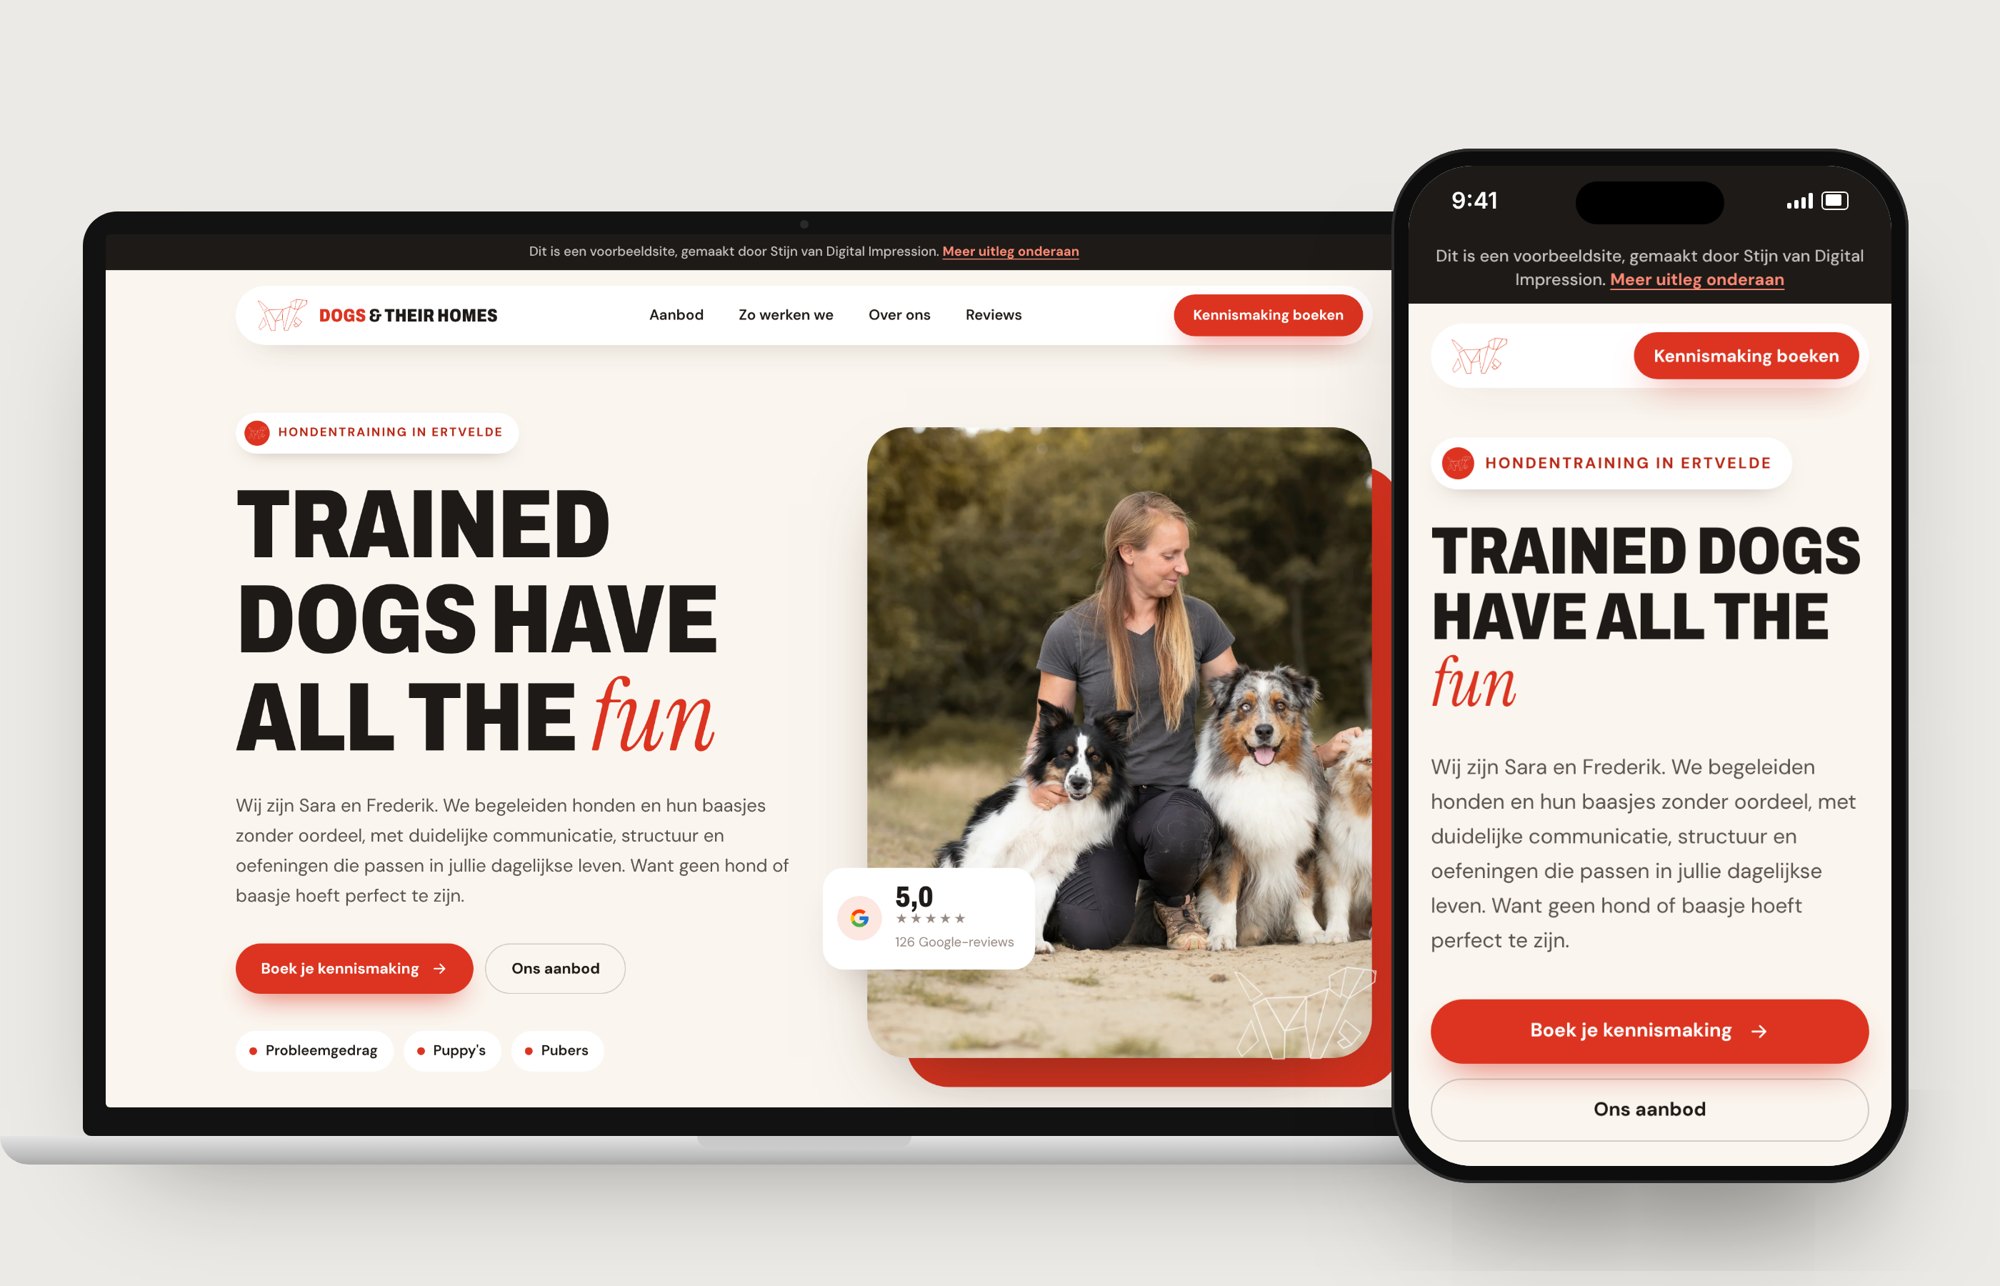 Dit is een voorbeeldsite, gemaakt door Stijn van Digital Impression. Meer uitleg onderaan
DOGS & THEIR HOMES
Aanbod
Zo werken we
Over ons
Reviews
Kennismaking boeken
HONDENTRAINING IN ERTVELDE
TRAINED
DOGS HAVE
ALL THE fun
Wij zijn Sara en Frederik. We begeleiden honden en hun baasjes
zonder oordeel, met duidelijke communicatie, structuur en
oefeningen die passen in jullie dagelijkse leven. Want geen hond of
baasje hoeft perfect te zijn.
Boek je kennismaking →
Ons aanbod
Probleemgedrag
Puppy's
Pubers
5,0
★★★★★
126 Google-reviews
9:41
Dit is een voorbeeldsite, gemaakt door Stijn van Digital
Impression. Meer uitleg onderaan
Kennismaking boeken
HONDENTRAINING IN ERTVELDE
TRAINED DOGS
HAVE ALL THE
fun
Wij zijn Sara en Frederik. We begeleiden
honden en hun baasjes zonder oordeel, met
duidelijke communicatie, structuur en
oefeningen die passen in jullie dagelijkse
leven. Want geen hond of baasje hoeft
perfect te zijn.
Boek je kennismaking →
Ons aanbod